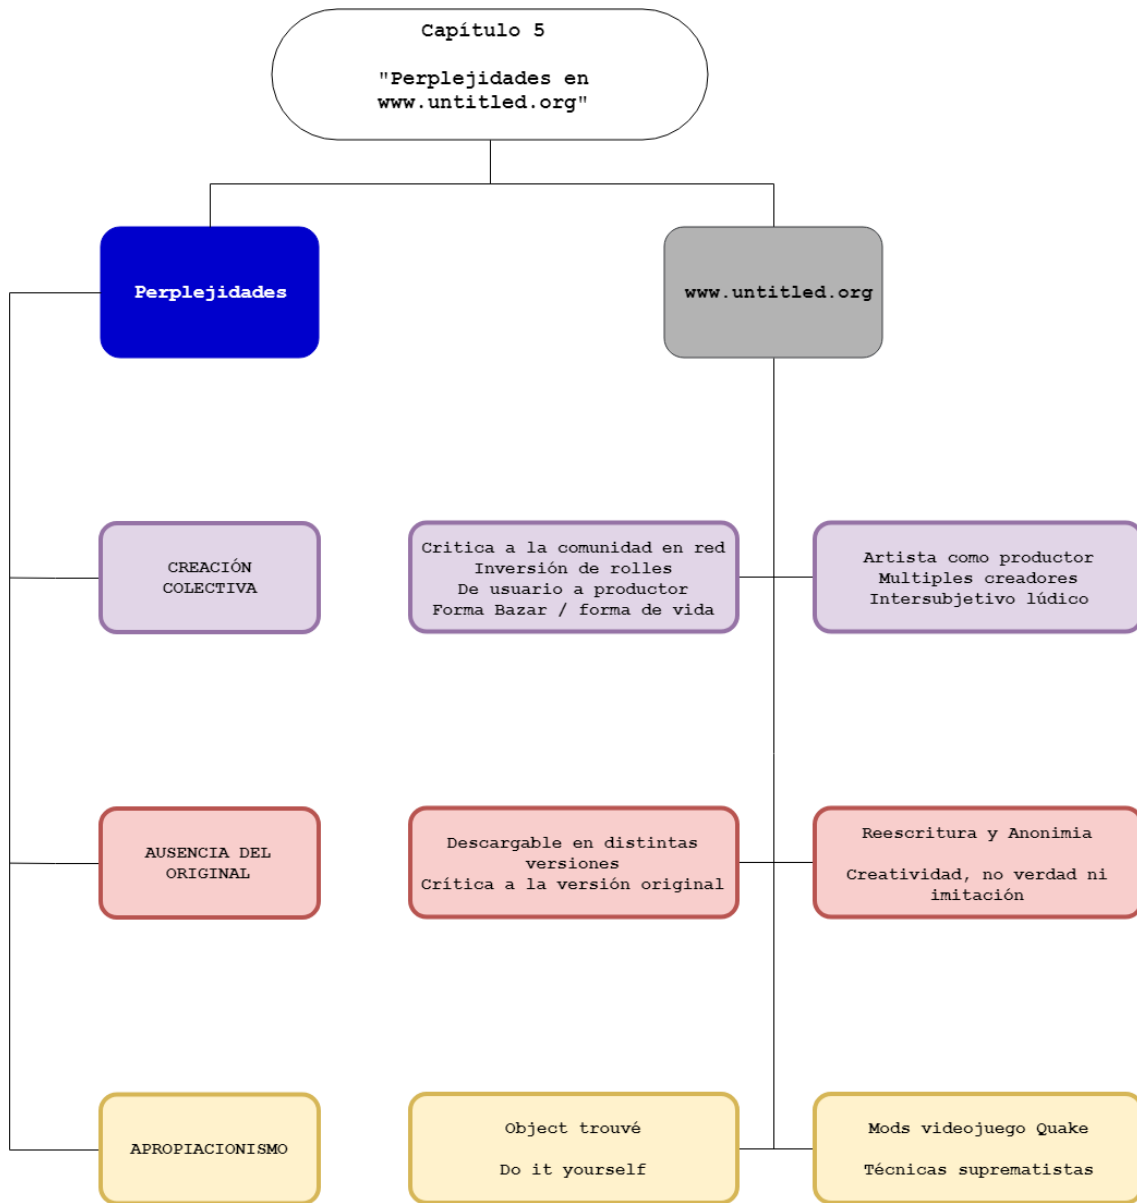 Capítulo 5
"Perplejidades en
www.untitled.org"
Perplejidades
www.untitled.org
CREACIÓN
COLECTIVA
Critica a la comunidad en red
Inversión de rolles
De usuario a productor
Forma Bazar / forma de vida
Artista como productor
Multiples creadores
Intersubjetivo lúdico
AUSENCIA DEL
ORIGINAL
Descargable en distintas
versiones
Crítica a la versión original
Reescritura y Anonimia
Creatividad, no verdad ni
imitación
APROPIACIONISMO
Object trouvé
Do it yourself
Mods videojuego Quake
Técnicas suprematistas